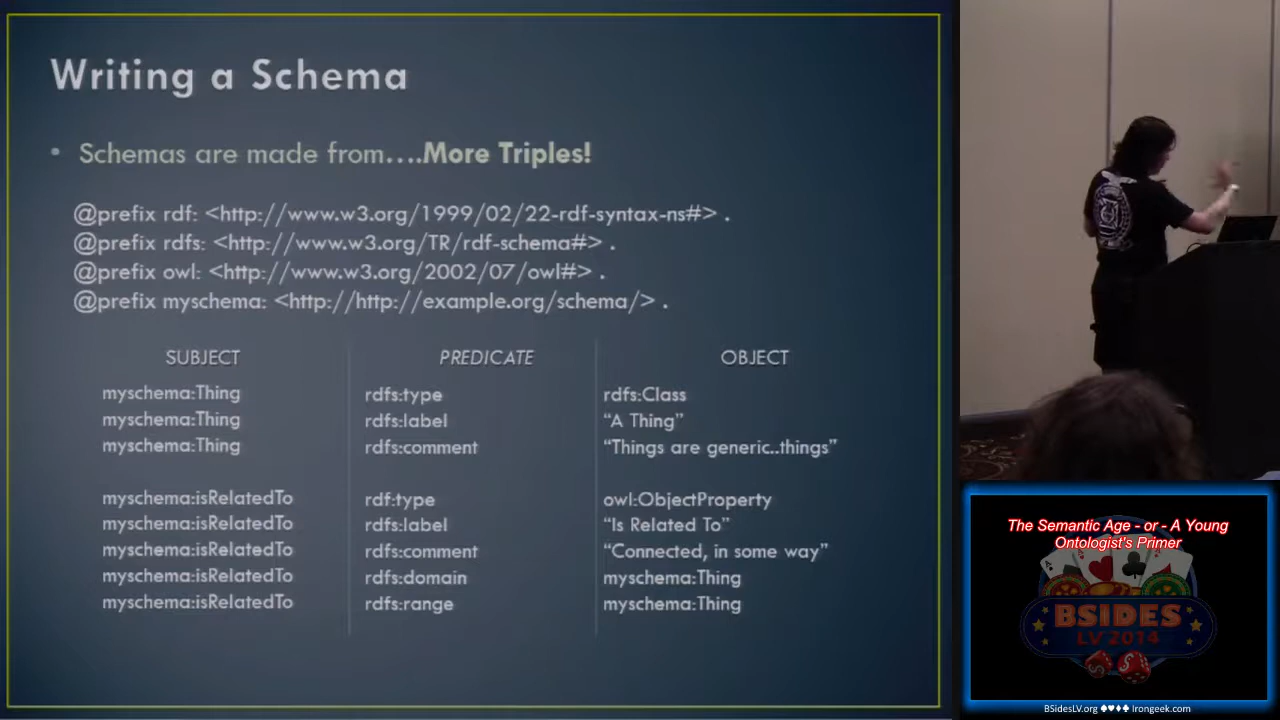 Writing a Schema
• Schemas are made from....More Triples!
@prefix rdf: <http://www.w3.org/1999/02/22-rdf-syntax-ns#> .
@prefix rdfs: <http://www.w3.org/TR/rdf-schema#> .
@prefix owl: <http://www.w3.org/2002/07/owl#> .
@prefix myschema: <http://http://example.org/schema/> .
SUBJECT PREDICATE OBJECT
myschema:Thing rdfs:type rdfs:Class
myschema:Thing rdfs:label “A Thing”
myschema:Thing rdfs:comment “Things are generic..things”
myschema:isRelatedTo rdf:type owl:ObjectProperty
myschema:isRelatedTo rdfs:label “Is Related To”
myschema:isRelatedTo rdfs:comment “Connected, in some way”
myschema:isRelatedTo rdfs:domain myschema:Thing
myschema:isRelatedTo rdfs:range myschema:Thing
The Semantic Age - or - A Young
Ontologist's Primer
BSIDES
LV 2014
BSidesLV.org ♠♥♦♣ Irongeek.com